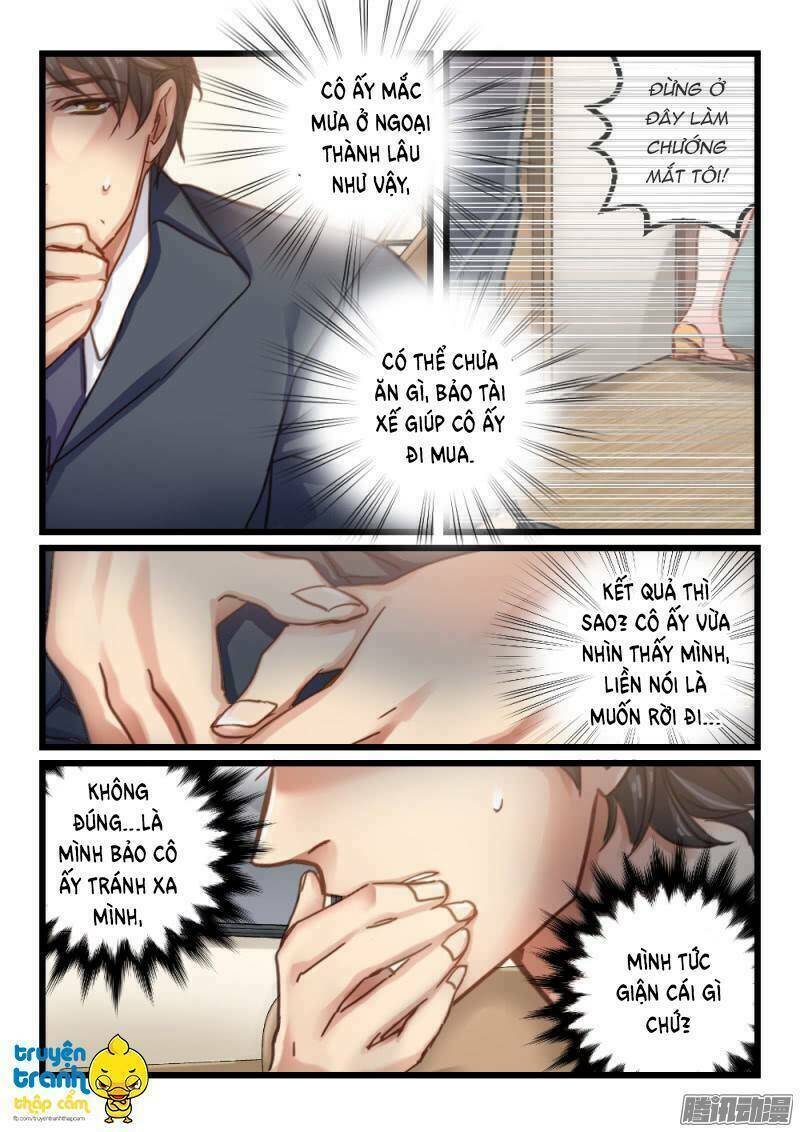 CÔ ẤY MẮC
MƯA Ở NGOẠI
THÀNH LÂU
NHƯ VẬY,
ĐỪNG Ở
ĐÂY LÀM
CHƯỚNG
MẮT TÔI!
CÓ THỂ CHƯA
ĂN GÌ, BẢO TÀI
XẾ GIÚP CÔ ẤY
ĐI MUA.
KẾT QUẢ THÌ
SAO? CÔ ẤY VỪA
NHÌN THẤY MÌNH,
LIỀN NÓI LÀ
MUỐN RỜI ĐI...
KHÔNG
ĐÚNG...LÀ
MÌNH BẢO CÔ
ẤY TRÁNH XA
MÌNH,
MÌNH TỨC
GIẬN CÁI GÌ
CHỨ?
truyện
tranh
thập cẩm
fb.com/truyentranhthapcam
腾讯动漫